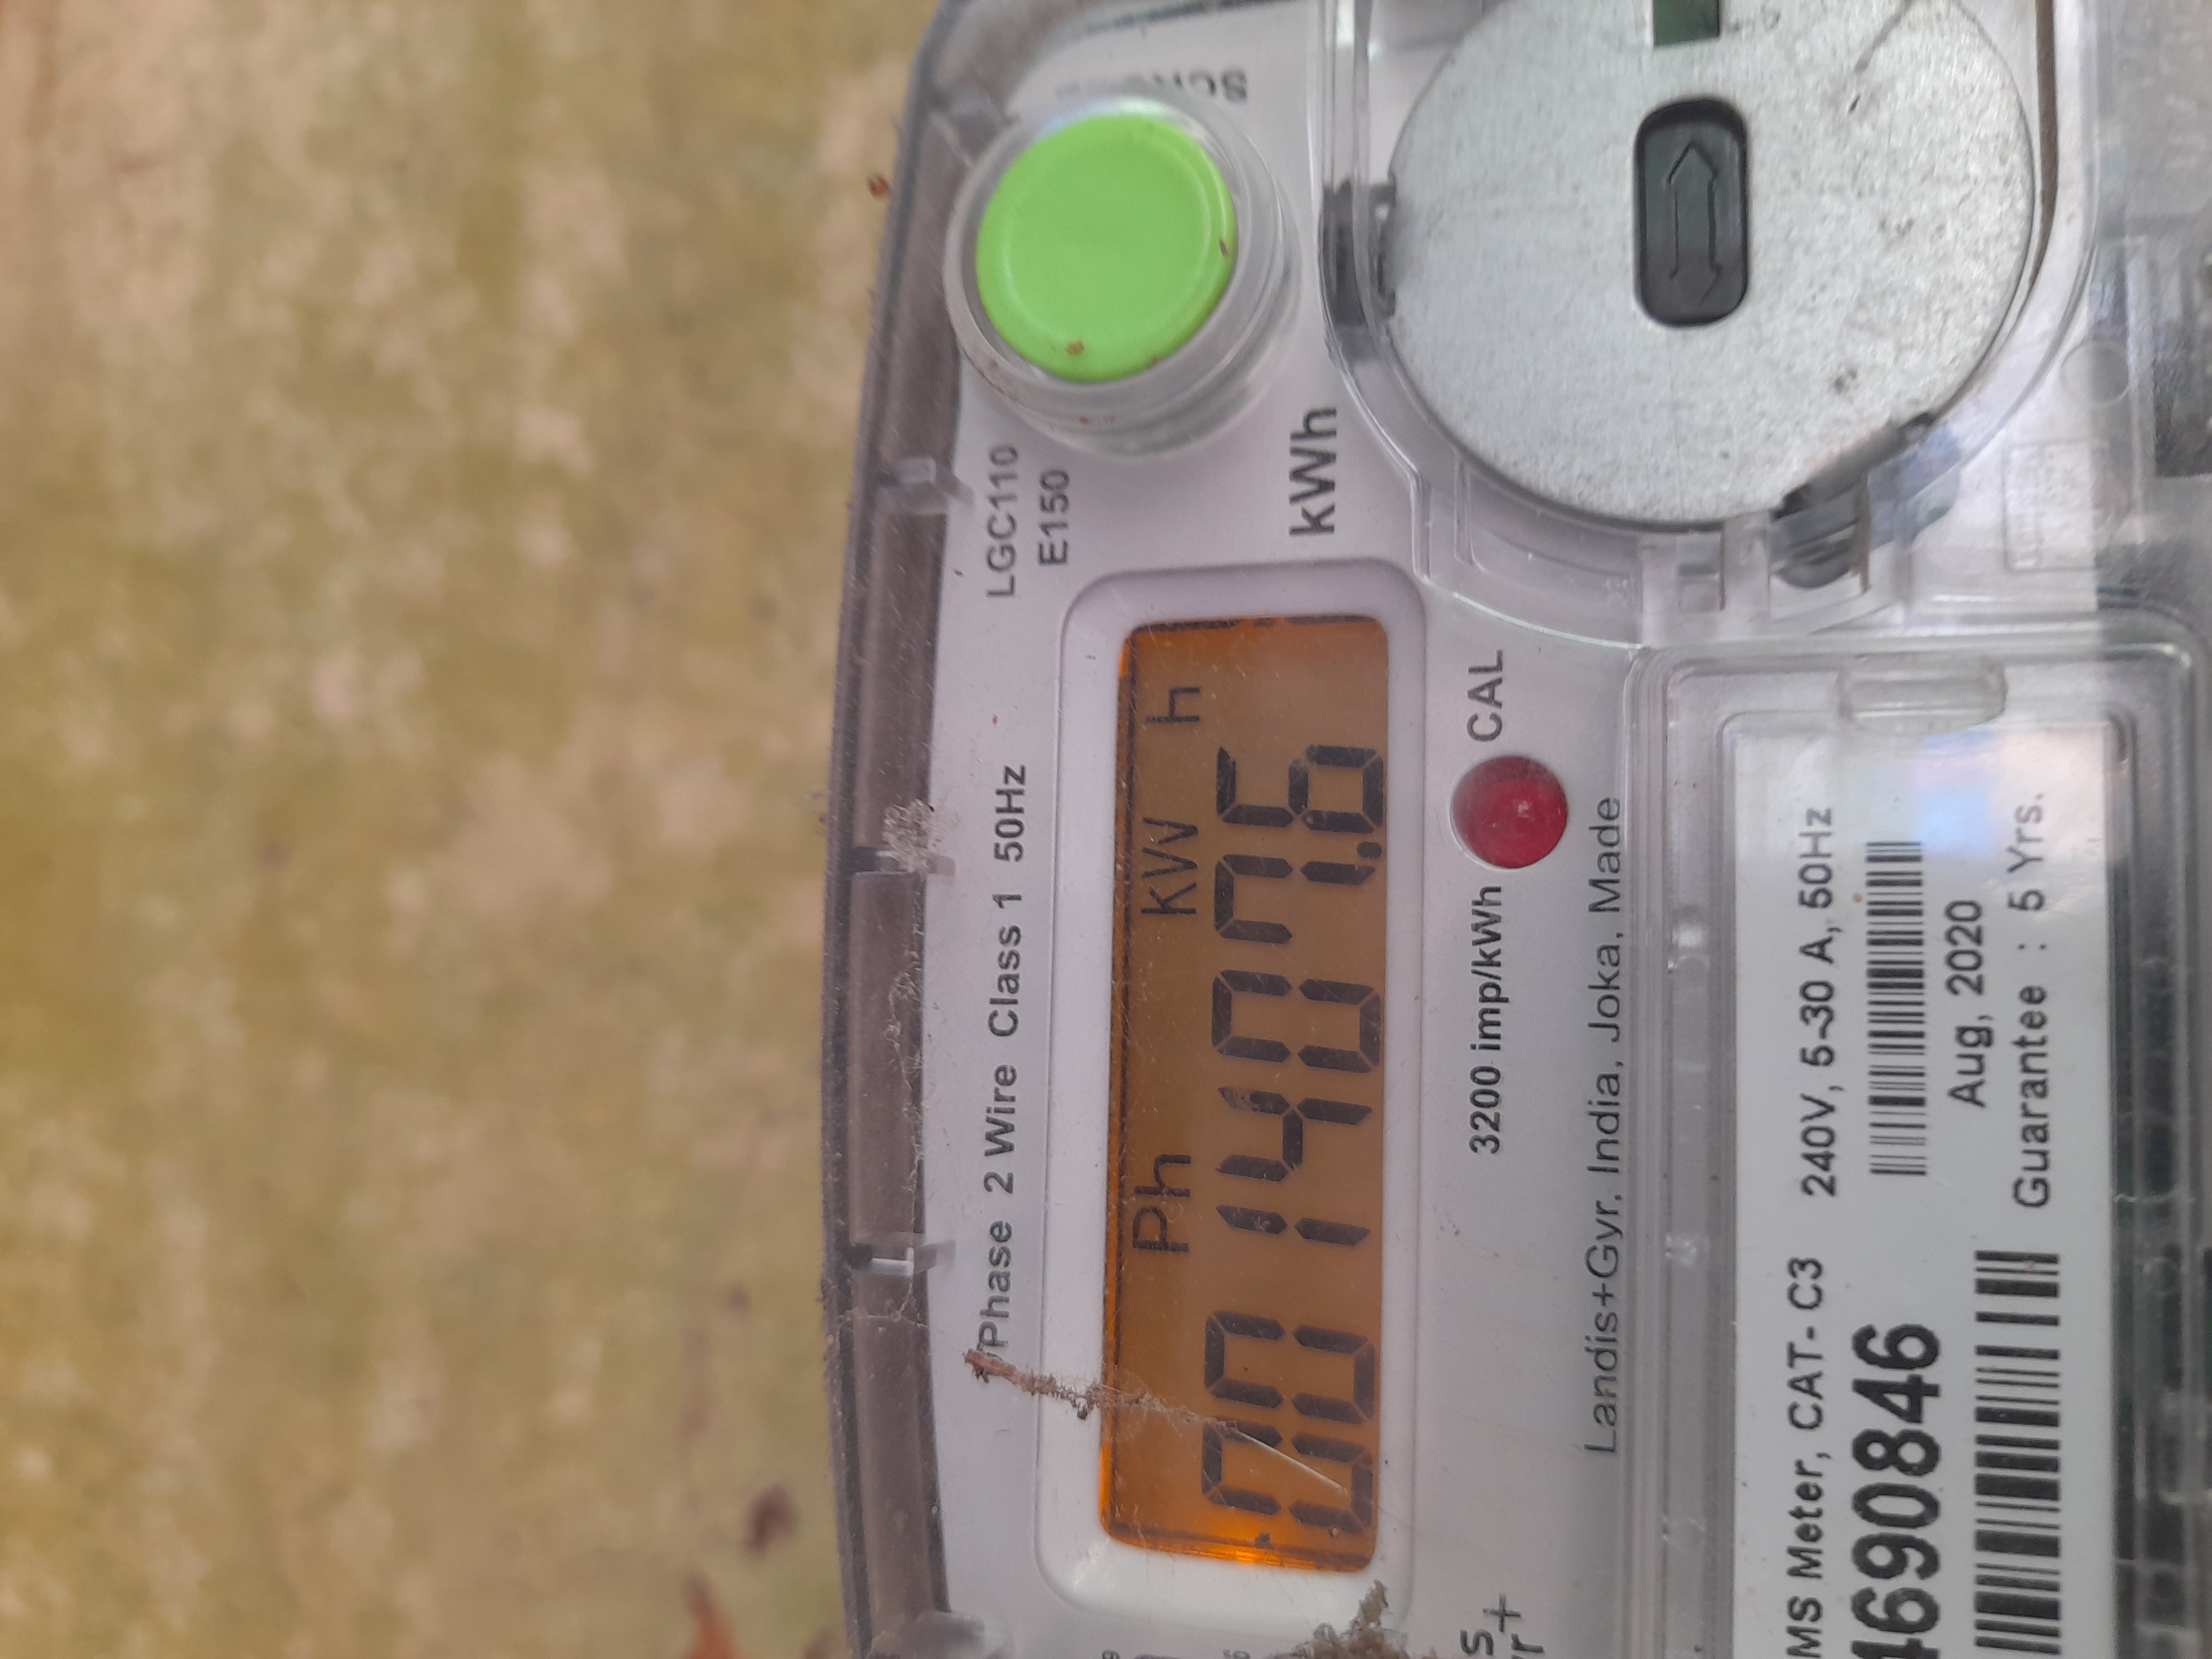 LGC110
E150
Phase 2 Wire Class 1 50Hz
kWh
Ph kW h
001407.6
3200 imp/kWh CAL
Landis+Gyr, India, Joka, Made
MS Meter, CAT- C3 240V, 5-30 A, 50Hz
4690846
Aug, 2020
Guarantee : 5 Yrs.